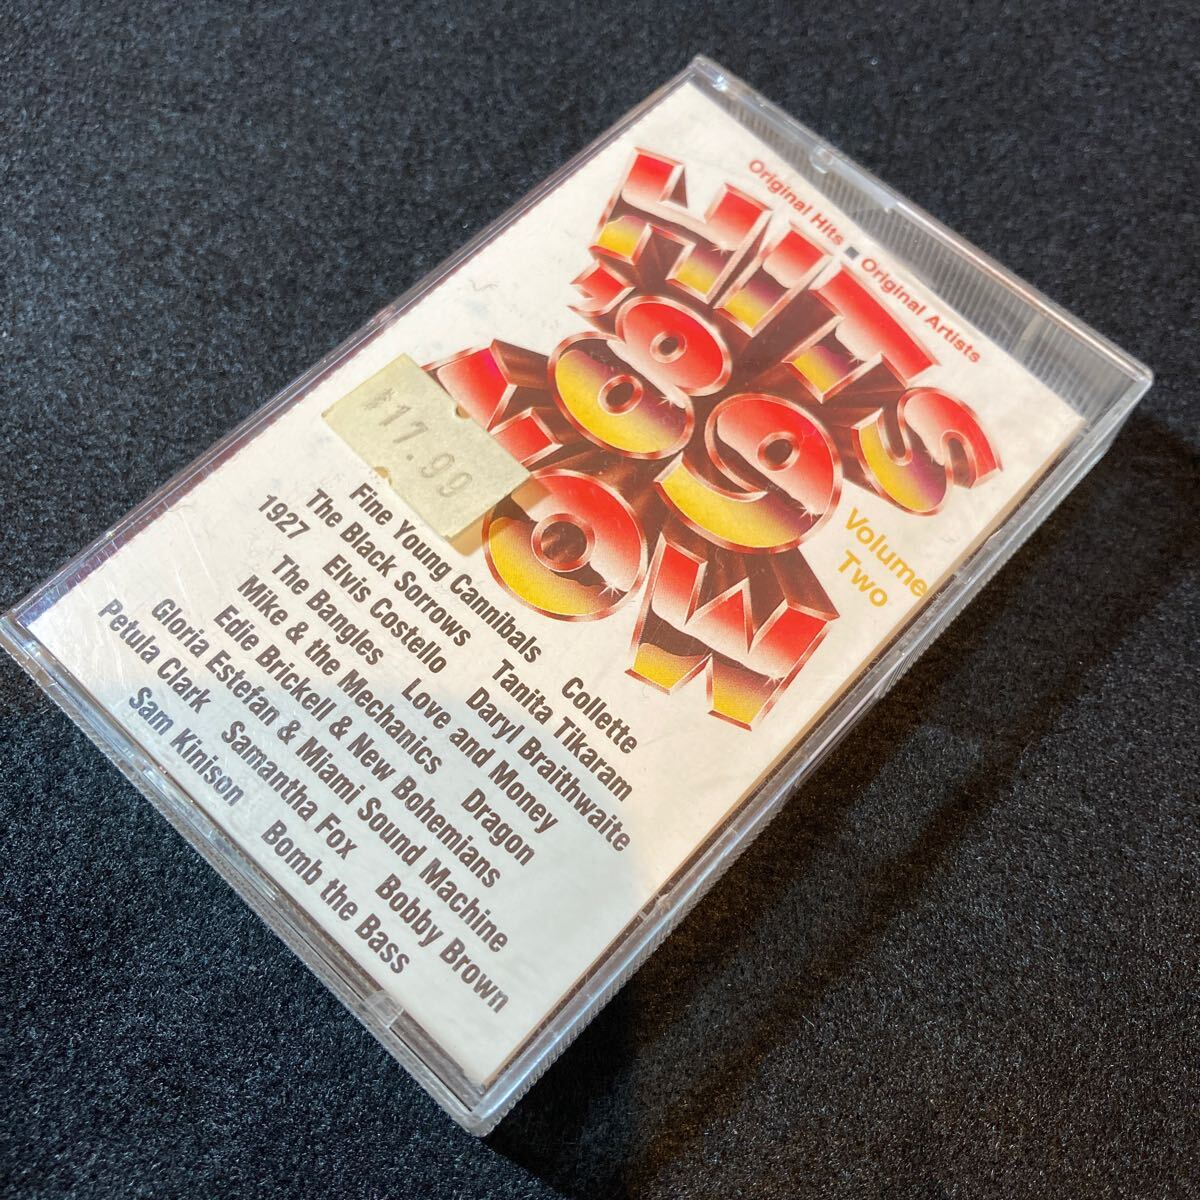 Original Hits ■ Original Artists
HITS
'89
NOW
Volume
Two
$17.99
Fine Young Cannibals Collette
The Black Sorrows Tanita Tikaram
1927 Elvis Costello Daryl Braithwaite
The Bangles Love and Money
Mike & the Mechanics Dragon
Edie Brickell & New Bohemians
Gloria Estefan & Miami Sound Machine
Petula Clark Samantha Fox Bobby Brown
Sam Kinison Bomb the Bass